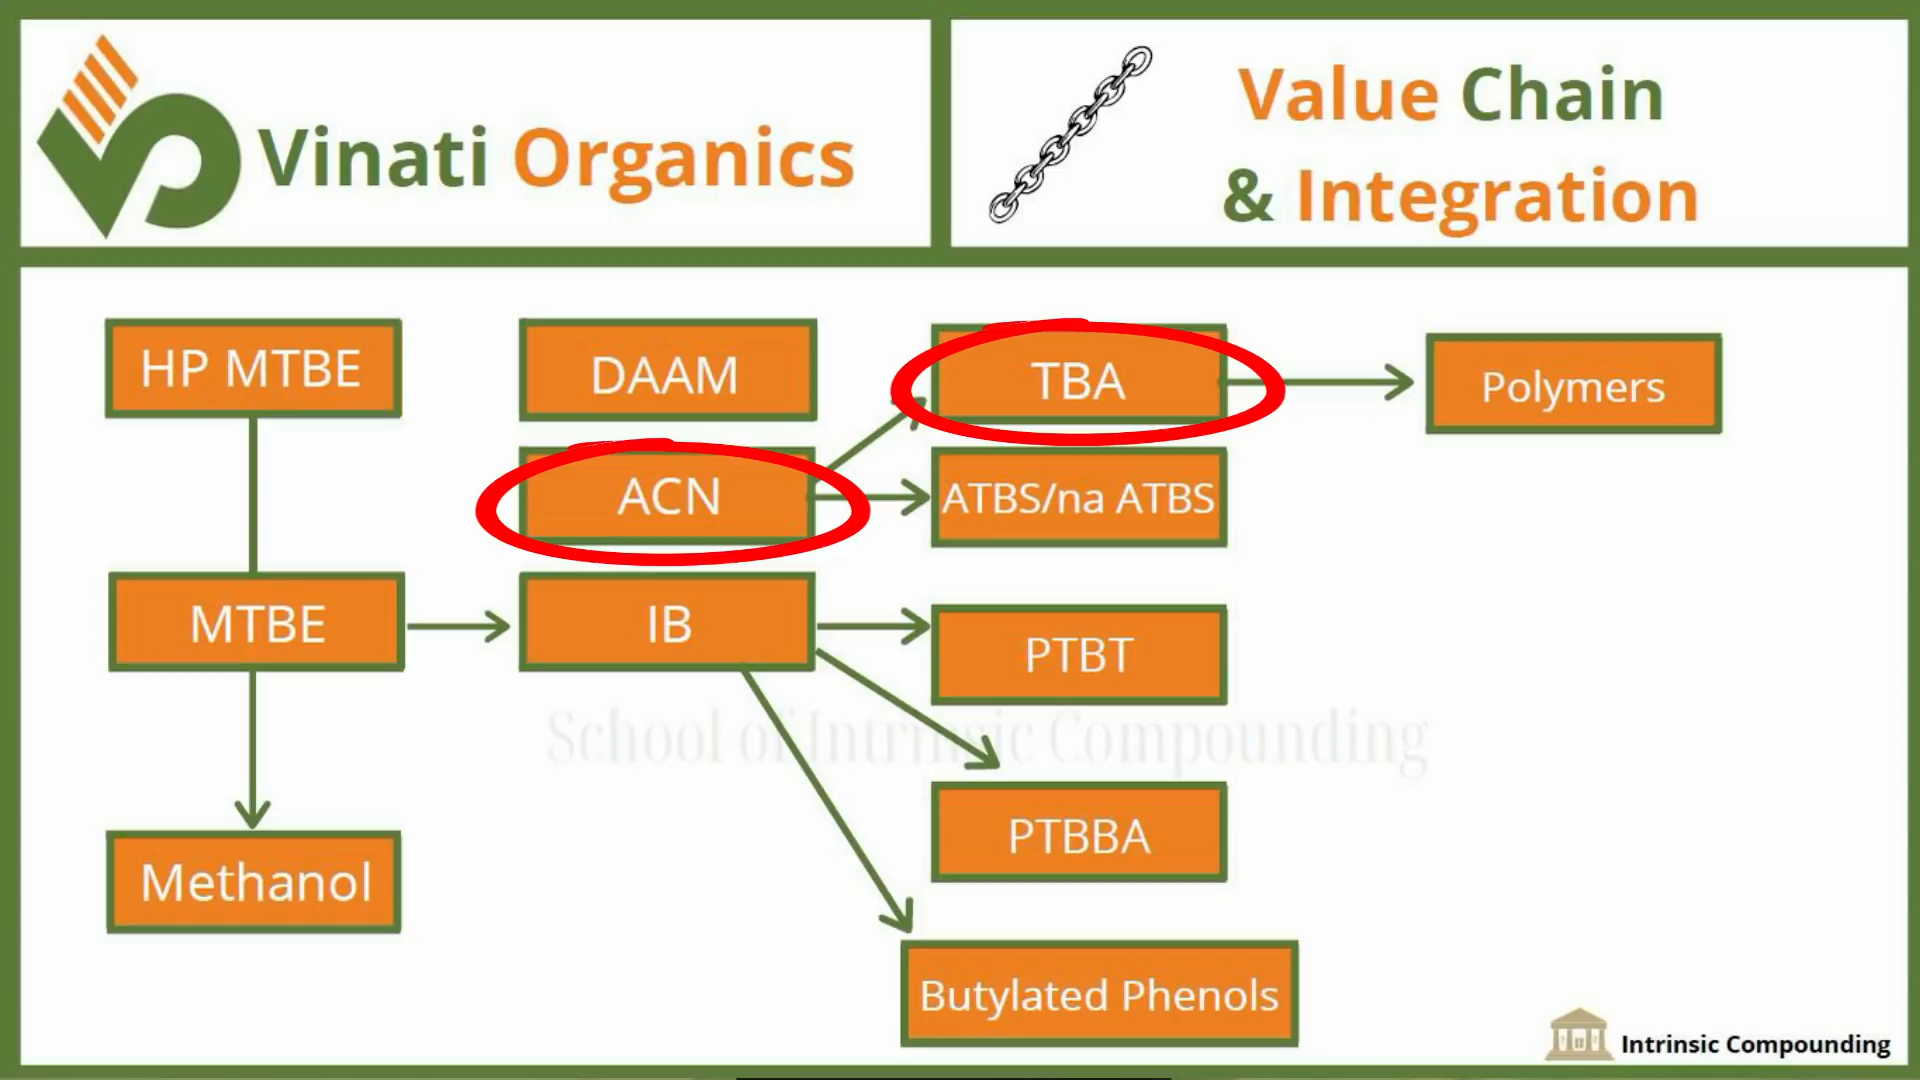 Vinati Organics
Value Chain
& Integration
HP MTBE
DAAM
TBA
Polymers
ACN
ATBS/na ATBS
MTBE
IB
PTBT
School of Intrinsic Compounding
PTBBA
Methanol
Butylated Phenols
Intrinsic Compounding